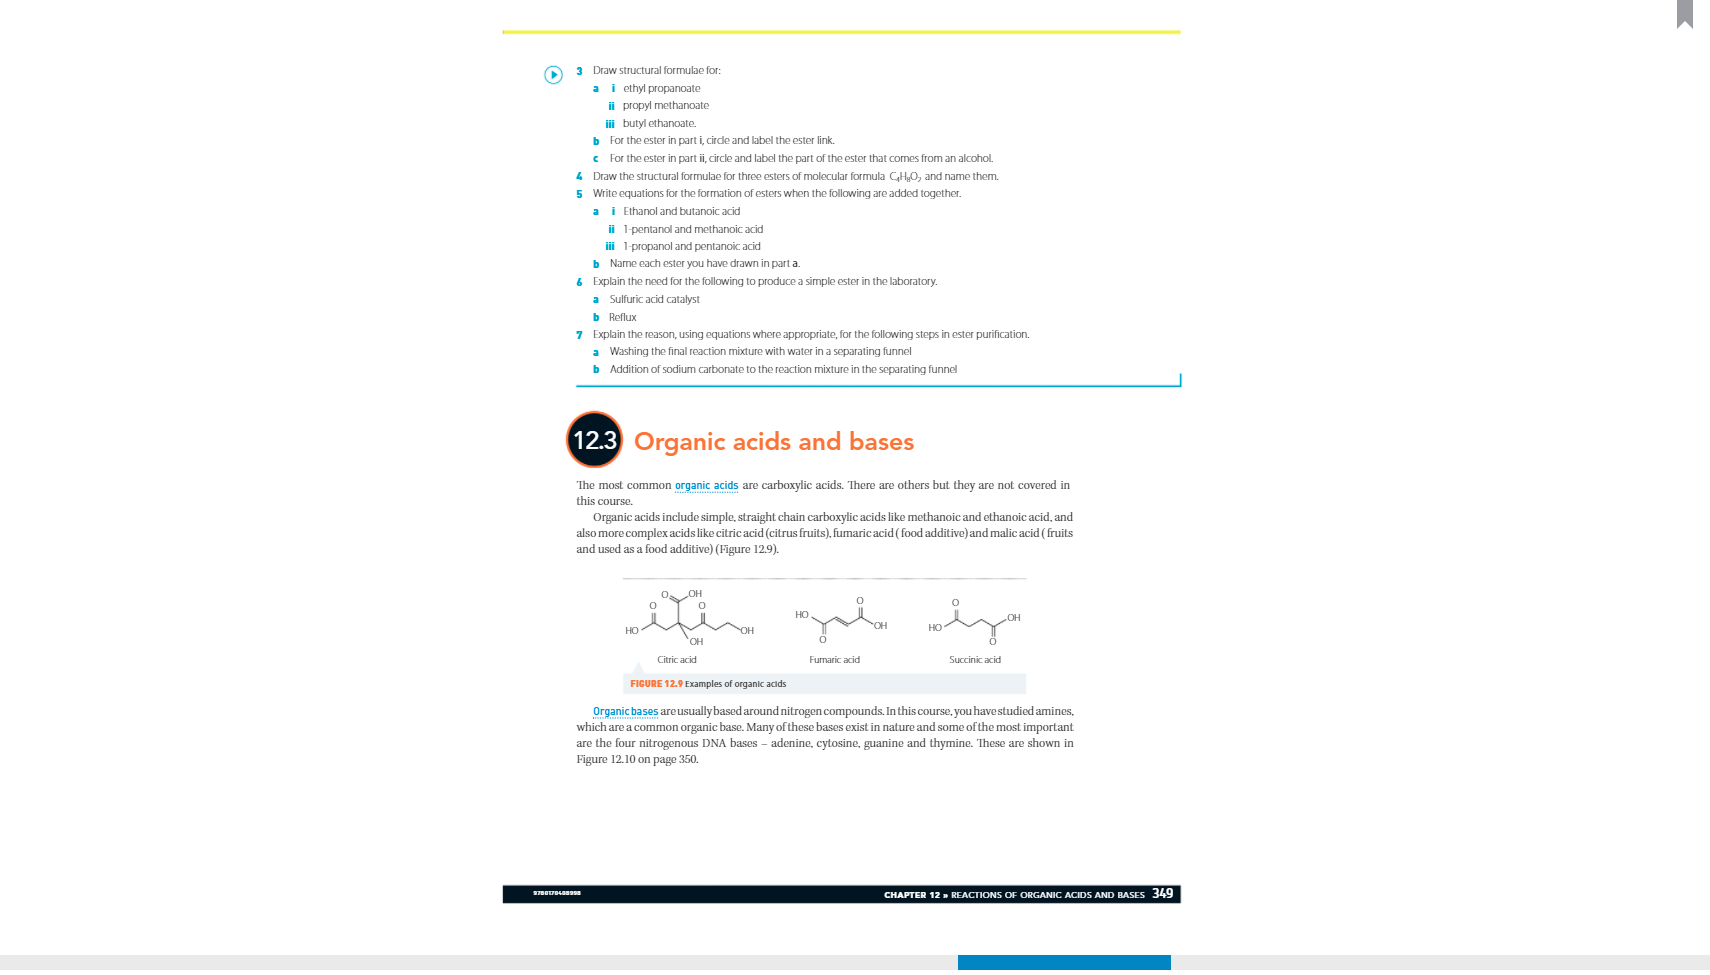 3 Draw structural formulae for:
a i ethyl propanoate
ii propyl methanoate
iii butyl ethanoate.
b For the ester in part i, circle and label the ester link.
c For the ester in part ii, circle and label the part of the ester that comes from an alcohol.
4 Draw the structural formulae for three esters of molecular formula C₄H₈O₂ and name them.
5 Write equations for the formation of esters when the following are added together.
a i Ethanol and butanoic acid
ii 1-pentanol and methanoic acid
iii 1-propanol and pentanoic acid
b Name each ester you have drawn in part a.
6 Explain the need for the following to produce a simple ester in the laboratory.
a Sulfuric acid catalyst
b Reflux
7 Explain the reason, using equations where appropriate, for the following steps in ester purification.
a Washing the final reaction mixture with water in a separating funnel
b Addition of sodium carbonate to the reaction mixture in the separating funnel
12.3 Organic acids and bases
The most common organic acids are carboxylic acids. There are others but they are not covered in
this course.
Organic acids include simple, straight chain carboxylic acids like methanoic and ethanoic acid, and
also more complex acids like citric acid (citrus fruits), fumaric acid ( food additive) and malic acid ( fruits
and used as a food additive) (Figure 12.9).
O OH
O O
HO OH
OH
Citric acid
O
HO
OH
O
Fumaric acid
O
OH
HO
O
Succinic acid
FIGURE 12.9 Examples of organic acids
Organic bases are usually based around nitrogen compounds. In this course, you have studied amines,
which are a common organic base. Many of these bases exist in nature and some of the most important
are the four nitrogenous DNA bases – adenine, cytosine, guanine and thymine. These are shown in
Figure 12.10 on page 350.
9780170408998 CHAPTER 12 » REACTIONS OF ORGANIC ACIDS AND BASES 349